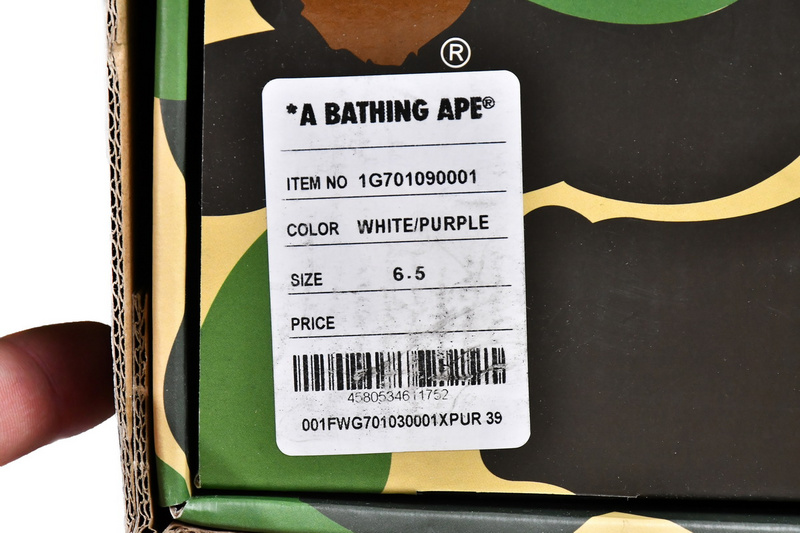 ®
*A BATHING APE®
ITEM NO 1G701090001
COLOR WHITE/PURPLE
SIZE 6.5
PRICE
4580534611752
001FWG701030001XPUR 39